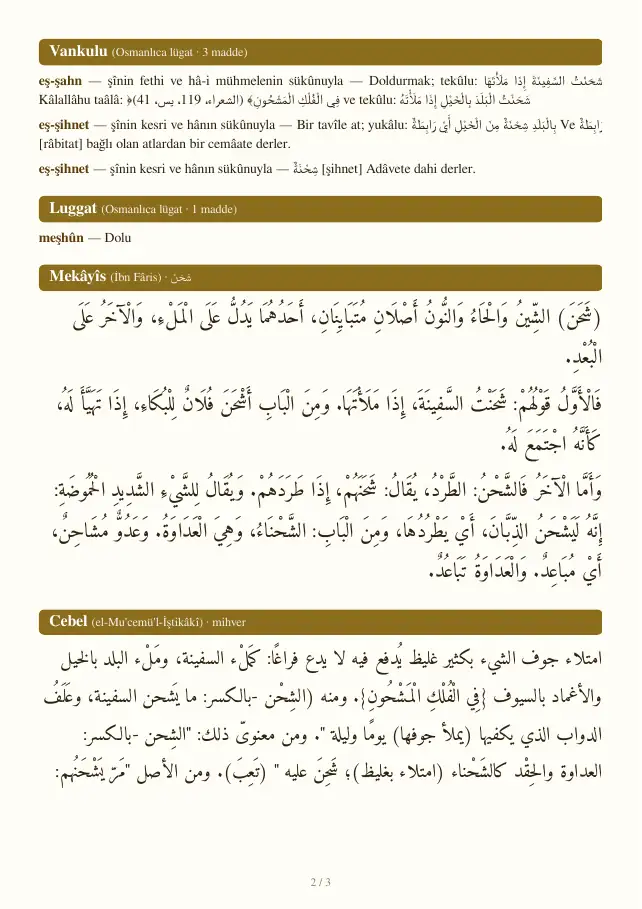 Vankulu (Osmanlıca lügat · 3 madde)
eş-şahn — şînin fethi ve hâ-i mühmelenin sükûnuyla — Doldurmak; tekûlu: شَحَنْتُ السَّفِينَةَ إِذَا مَلَأْتَهَا
Kâlallâhu taâlâ: ﴿فِي الْفُلْكِ الْمَشْحُونِ﴾ (الشعراء، 119، يس، 41) ve tekûlu: شَحَنْتُ الْبَلَدَ بِالْخَيْلِ إِذَا مَلَأْتَهُ
eş-şihnet — şînin kesri ve hânın sükûnuyla — Bir tavîle at; yukâlu: بِالْبَلَدِ شِحْنَةٌ مِنَ الْخَيْلِ أَيْ رَابِطَةٌ Ve رَابِطَةٌ
[râbitat] bağlı olan atlardan bir cemâate derler.
eş-şihnet — şînin kesri ve hânın sükûnuyla — شِحْنَةٌ [şihnet] Adâvete dahi derler.
Luggat (Osmanlıca lügat · 1 madde)
meşhûn — Dolu
Mekâyîs (İbn Fâris) · شحن
(شَحَنَ) الشِّينُ وَالْحَاءُ وَالنُّونُ أَصْلَانِ مُتَبَايِنَانِ، أَحَدُهُمَا يَدُلُّ عَلَى الْمَلْءِ، وَالْآخَرُ عَلَى
الْبُعْدِ.
فَالْأَوَّلُ قَوْلُهُمْ: شَحَنْتُ السَّفِينَةَ، إِذَا مَلَأْتَهَا. وَمِنَ الْبَابِ أَشْحَنَ فُلَانٌ لِلْبُكَاءِ، إِذَا تَهَيَّأَ لَهُ،
كَأَنَّهُ اجْتَمَعَ لَهُ.
وَأَمَّا الْآخَرُ فَالشَّحْنُ: الطَّرْدُ، يُقَالُ: شَحَنَهُمْ، إِذَا طَرَدَهُمْ. وَيُقَالُ لِلشَّيْءِ الشَّدِيدِ الْحُمُوضَةِ:
إِنَّهُ لَيَشْحَنُ الذِّبَّانَ، أَيْ يَطْرُدُهَا، وَمِنَ الْبَابِ: الشَّحْنَاءُ، وَهِيَ الْعَدَاوَةُ. وَعَدُوٌّ مُشَاحِنٌ،
أَيْ مُبَاعِدٌ. وَالْعَدَاوَةُ تَبَاعُدٌ.
Cebel (el-Mu'cemü'l-İştikâkî) · mihver
امتلاء جوف الشيء بكثير غليظ يُدفع فيه لا يدع فراغًا: كمَلْء السفينة، ومَلْء البلد بالخيل
والأغماد بالسيوف {فِي الْفُلْكِ الْمَشْحُونِ}. ومنه (الشِحْن -بالكسر: ما يَشحن السفينة، وعَلَفُ
الدواب الذي يكفيها (يملأ جوفها) يومًا وليلة ". ومن معنويّ ذلك: "الشِحن -بالكسر:
العداوة والحِقْد كالشَحْناء (امتلاء بغليظ)؛ شَحِنَ عليه " (تَعِبَ). ومن الأصل "مَرّ يَشْحَنُهم:
2 / 3